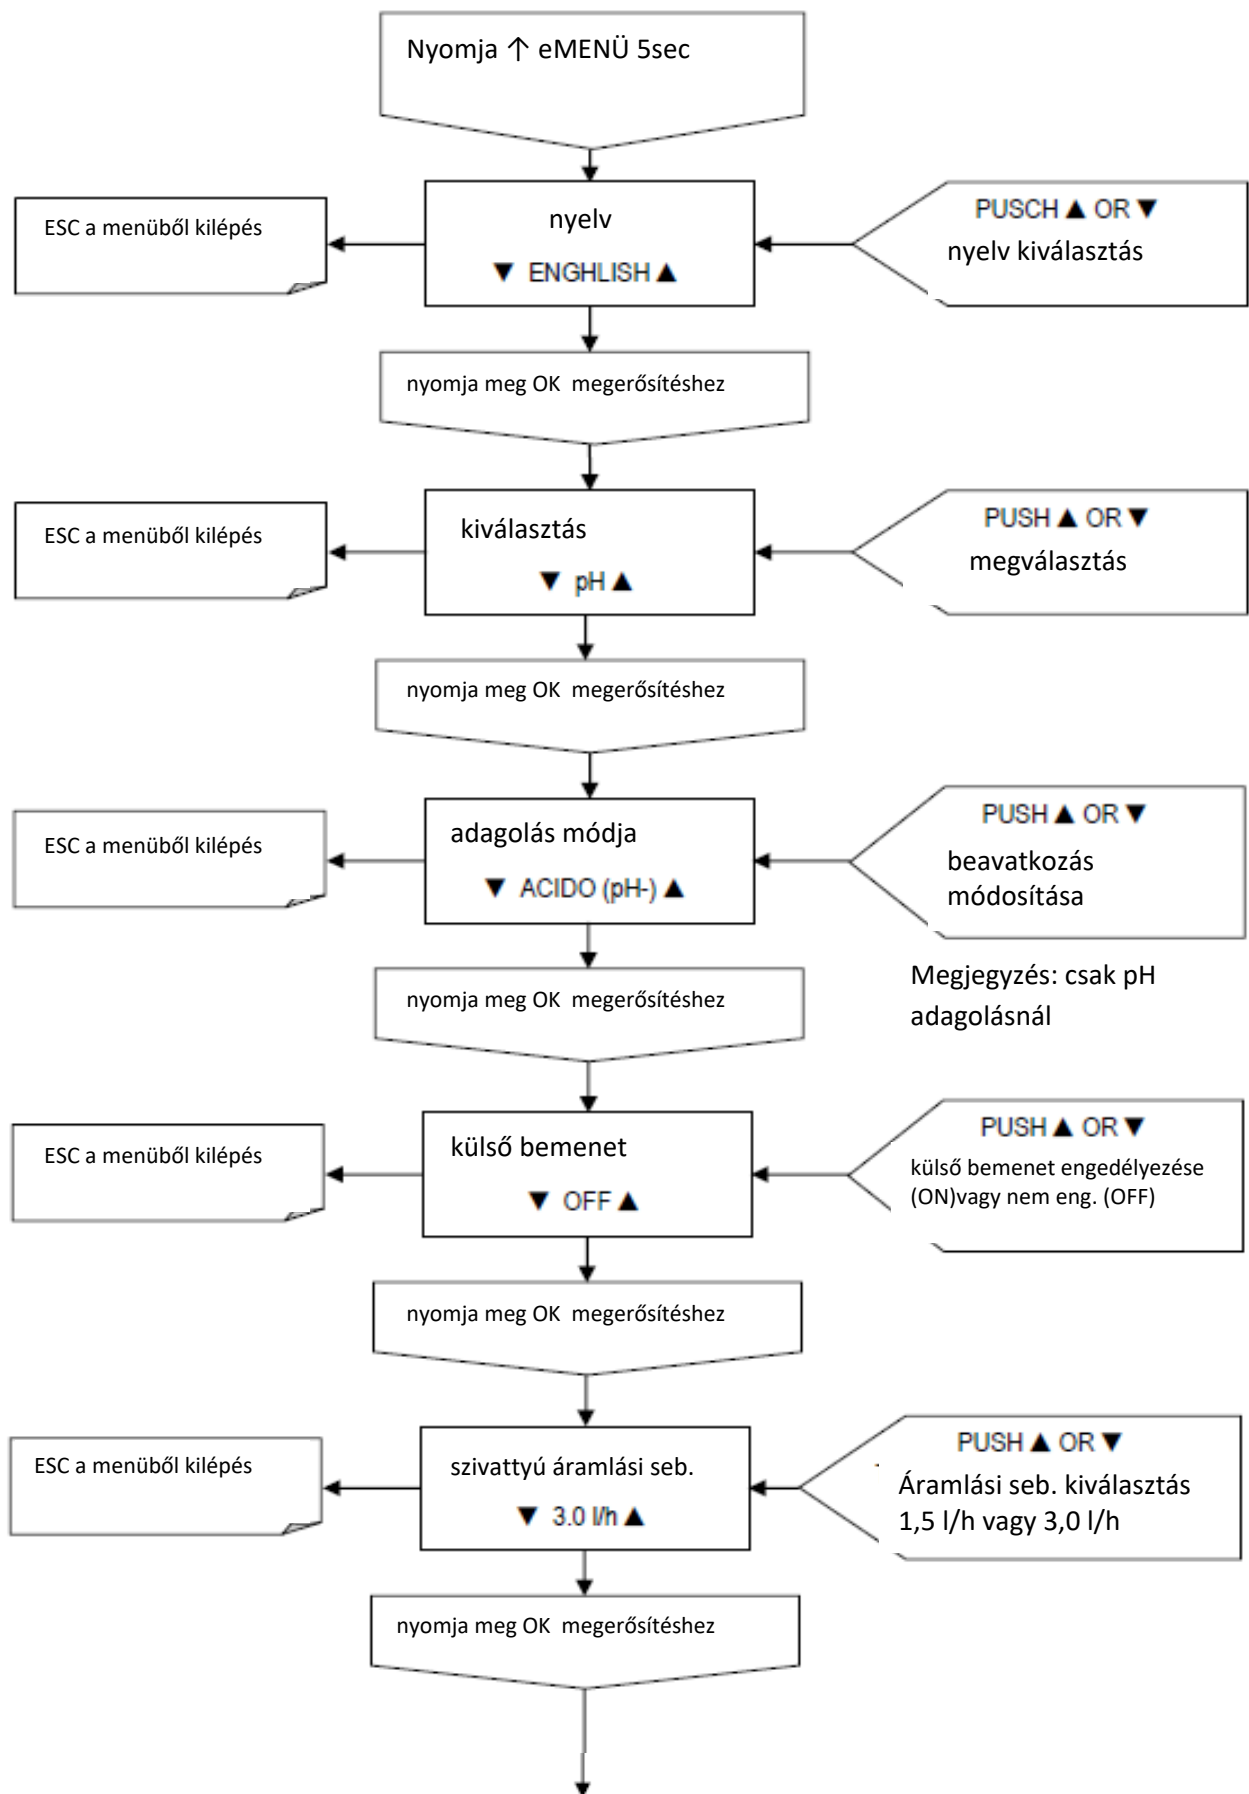 Nyomja ↑ eMENÜ 5sec
ESC a menüből kilépés
nyelv
▼ ENGHLISH ▲
PUSCH ▲ OR ▼
nyelv kiválasztás
nyomja meg OK  megerősítéshez
ESC a menüből kilépés
kiválasztás
▼ pH ▲
PUSH ▲ OR ▼
megválasztás
nyomja meg OK  megerősítéshez
ESC a menüből kilépés
adagolás módja
▼ ACIDO (pH-) ▲
PUSH ▲ OR ▼
beavatkozás
módosítása
Megjegyzés: csak pH
adagolásnál
nyomja meg OK  megerősítéshez
ESC a menüből kilépés
külső bemenet
▼ OFF ▲
PUSH ▲ OR ▼
külső bemenet engedélyezése
(ON)vagy nem eng. (OFF)
nyomja meg OK  megerősítéshez
ESC a menüből kilépés
szivattyú áramlási seb.
▼ 3.0 l/h ▲
PUSH ▲ OR ▼
Áramlási seb. kiválasztás
1,5 l/h vagy 3,0 l/h
nyomja meg OK  megerősítéshez